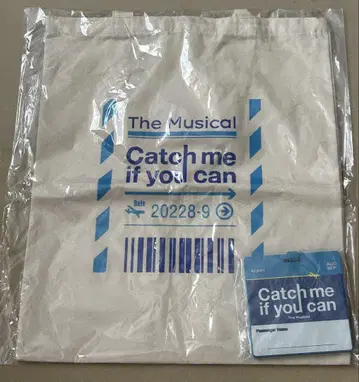 The Musical
Catch me
if you can
Date
20228-9
Catch me
if you can
The Musical
Passenger Name